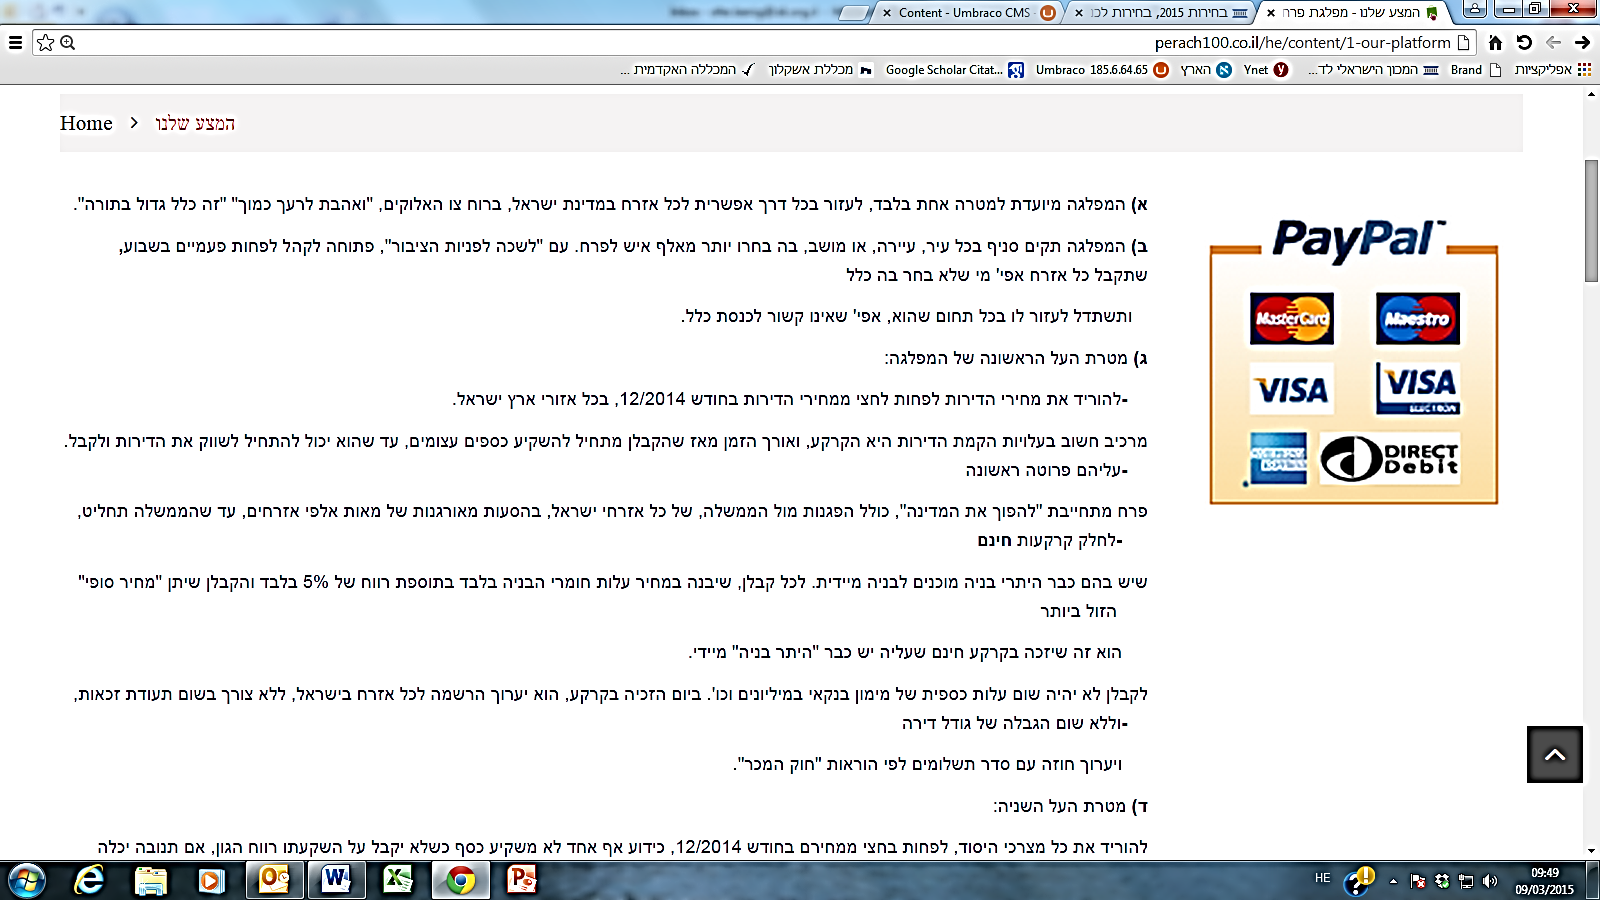 המצע שלנו - מפלגת פרח
בחירות 2015, בחירות לכנ
Content - Umbraco CMS -
perach100.co.il/he/content/1-our-platform
אפליקציות
Brand
המכון הישראלי לד...
Ynet
הארץ
Umbraco 185.6.64.65
Google Scholar Citat...
מכללת אשקלון
המכללה האקדמית ...
Home > המצע שלנו
א) המפלגה מיועדת למטרה אחת בלבד, לעזור בכל דרך אפשרית לכל אזרח במדינת ישראל, ברוח צו האלוקים, "ואהבת לרעך כמוך" "זה כלל גדול בתורה".
ב) המפלגה תקים סניף בכל עיר, עיירה, או מושב, בה בחרו יותר מאלף איש לפרח. עם "לשכה לפניות הציבור", פתוחה לקהל לפחות פעמיים בשבוע,
שתקבל כל אזרח אפי' מי שלא בחר בה כלל
ותשתדל לעזור לו בכל תחום שהוא, אפי' שאינו קשור לכנסת כלל.
ג) מטרת העל הראשונה של המפלגה:
-להוריד את מחירי הדירות לפחות לחצי ממחירי הדירות בחודש 12/2014, בכל אזורי ארץ ישראל.
מרכיב חשוב בעלויות הקמת הדירות היא הקרקע, ואורך הזמן מאז שהקבלן מתחיל להשקיע כספים עצומים, עד שהוא יכול להתחיל לשווק את הדירות ולקבל.
-עליהם פרוטה ראשונה
פרח מתחייבת "להפוך את המדינה", כולל הפגנות מול הממשלה, של כל אזרחי ישראל, בהסעות מאורגנות של מאות אלפי אזרחים, עד שהממשלה תחליט,
-לחלק קרקעות חינם
שיש בהם כבר היתרי בניה מוכנים לבניה מיידית. לכל קבלן, שיבנה במחיר עלות חומרי הבניה בלבד בתוספת רווח של 5% בלבד והקבלן שיתן "מחיר סופי"
הזול ביותר
הוא זה שיזכה בקרקע חינם שעליה יש כבר "היתר בניה" מיידי.
לקבלן לא יהיה שום עלות כספית של מימון בנקאי במיליונים וכו'. ביום הזכיה בקרקע, הוא יערוך הרשמה לכל אזרח בישראל, ללא צורך בשום תעודת זכאות,
-וללא שום הגבלה של גודל דירה
ויערוך חוזה עם סדר תשלומים לפי הוראות "חוק המכר".
ד) מטרת העל השניה:
להוריד את כל מצרכי היסוד, לפחות בחצי ממחירם בחודש 12/2014, כידוע אף אחד לא משקיע כסף כשלא יקבל על השקעתו רווח הגון, אם תנובה יכלה
PayPal™
MasterCard Maestro
VISA VISA ELECTRON
AMERICAN EXPRESS DIRECT Debit
HE
09:49
09/03/2015